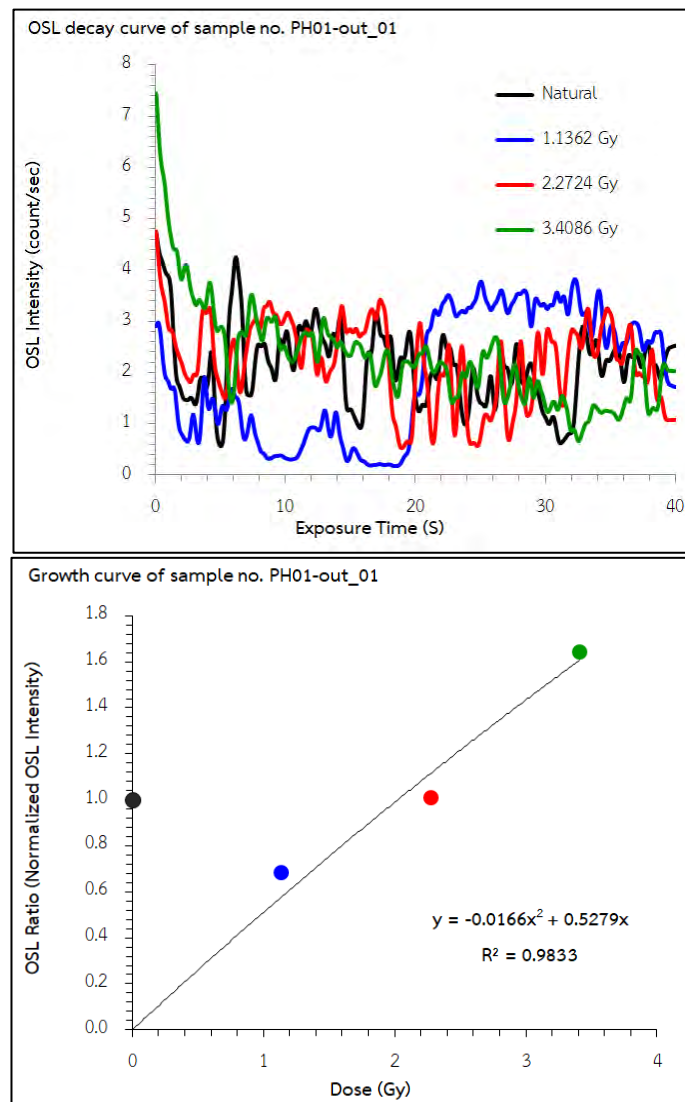 OSL decay curve of sample no. PH01-out_01
8
7
6
5
4
3
2
1
0
OSL Intensity (count/sec)
Natural
1.1362 Gy
2.2724 Gy
3.4086 Gy
0 10 20 30 40
Exposure Time (S)
Growth curve of sample no. PH01-out_01
1.8
1.6
1.4
1.2
1.0
0.8
0.6
0.4
0.2
0.0
OSL Ratio (Normalized OSL Intensity)
y = -0.0166x² + 0.5279x
R² = 0.9833
0 1 2 3 4
Dose (Gy)